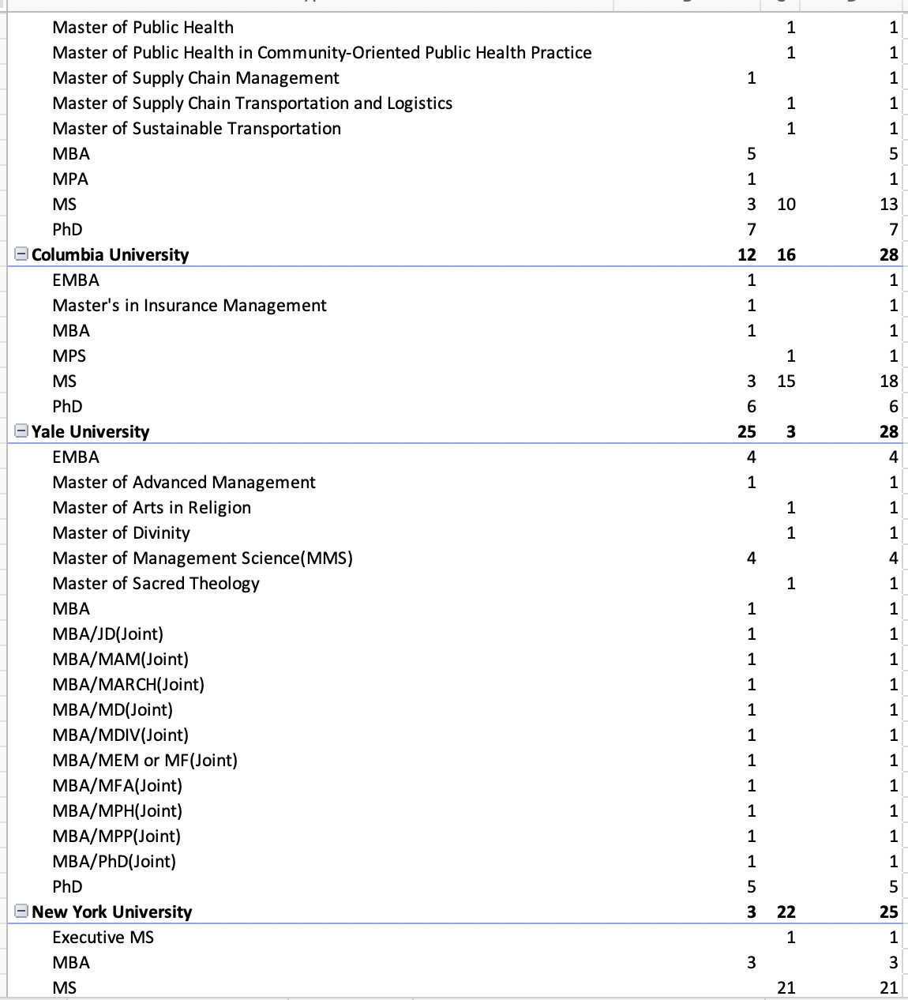 Master of Public Health 1 1
Master of Public Health in Community-Oriented Public Health Practice 1 1
Master of Supply Chain Management 1 1
Master of Supply Chain Transportation and Logistics 1 1
Master of Sustainable Transportation 1 1
MBA 5 5
MPA 1 1
MS 3 10 13
PhD 7 7
Columbia University 12 16 28
EMBA 1 1
Master's in Insurance Management 1 1
MBA 1 1
MPS 1 1
MS 3 15 18
PhD 6 6
Yale University 25 3 28
EMBA 4 4
Master of Advanced Management 1 1
Master of Arts in Religion 1 1
Master of Divinity 1 1
Master of Management Science(MMS) 4 4
Master of Sacred Theology 1 1
MBA 1 1
MBA/JD(Joint) 1 1
MBA/MAM(Joint) 1 1
MBA/MARCH(Joint) 1 1
MBA/MD(Joint) 1 1
MBA/MDIV(Joint) 1 1
MBA/MEM or MF(Joint) 1 1
MBA/MFA(Joint) 1 1
MBA/MPH(Joint) 1 1
MBA/MPP(Joint) 1 1
MBA/PhD(Joint) 1 1
PhD 5 5
New York University 3 22 25
Executive MS 1 1
MBA 3 3
MS 21 21